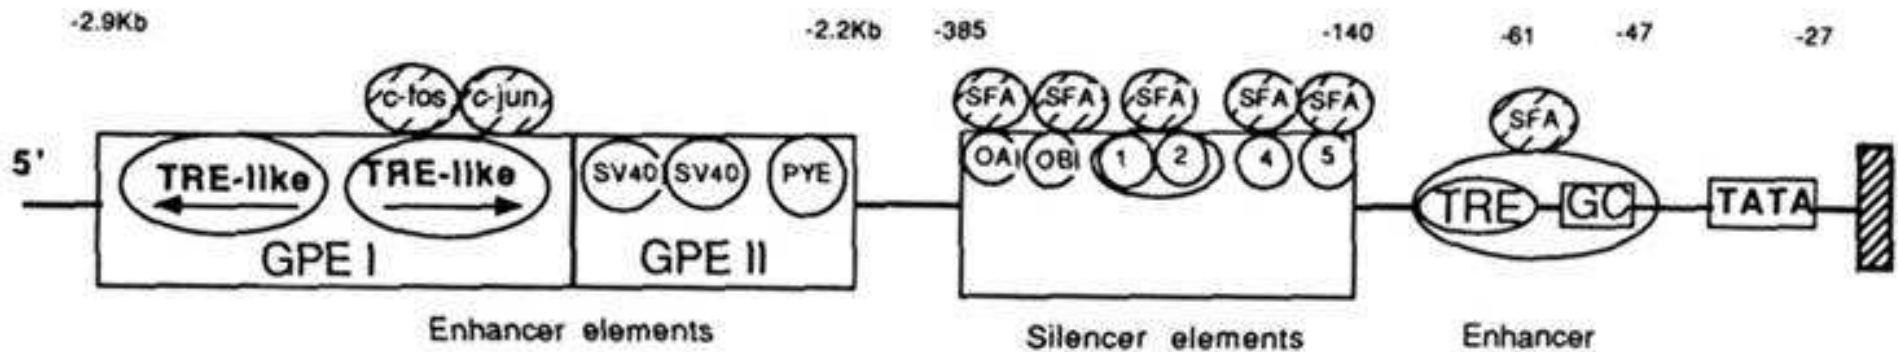 -2.9Kb -2.2Kb -385 -140 -61 -47 -27
c-fos c-jun SFA SFA SFA SFA SFA SFA
5' TRE-like TRE-like SV40 SV40 PYE OA OB 1 2 4 5 TRE GC TATA
GPE I GPE II
Enhancer elements Silencer elements Enhancer